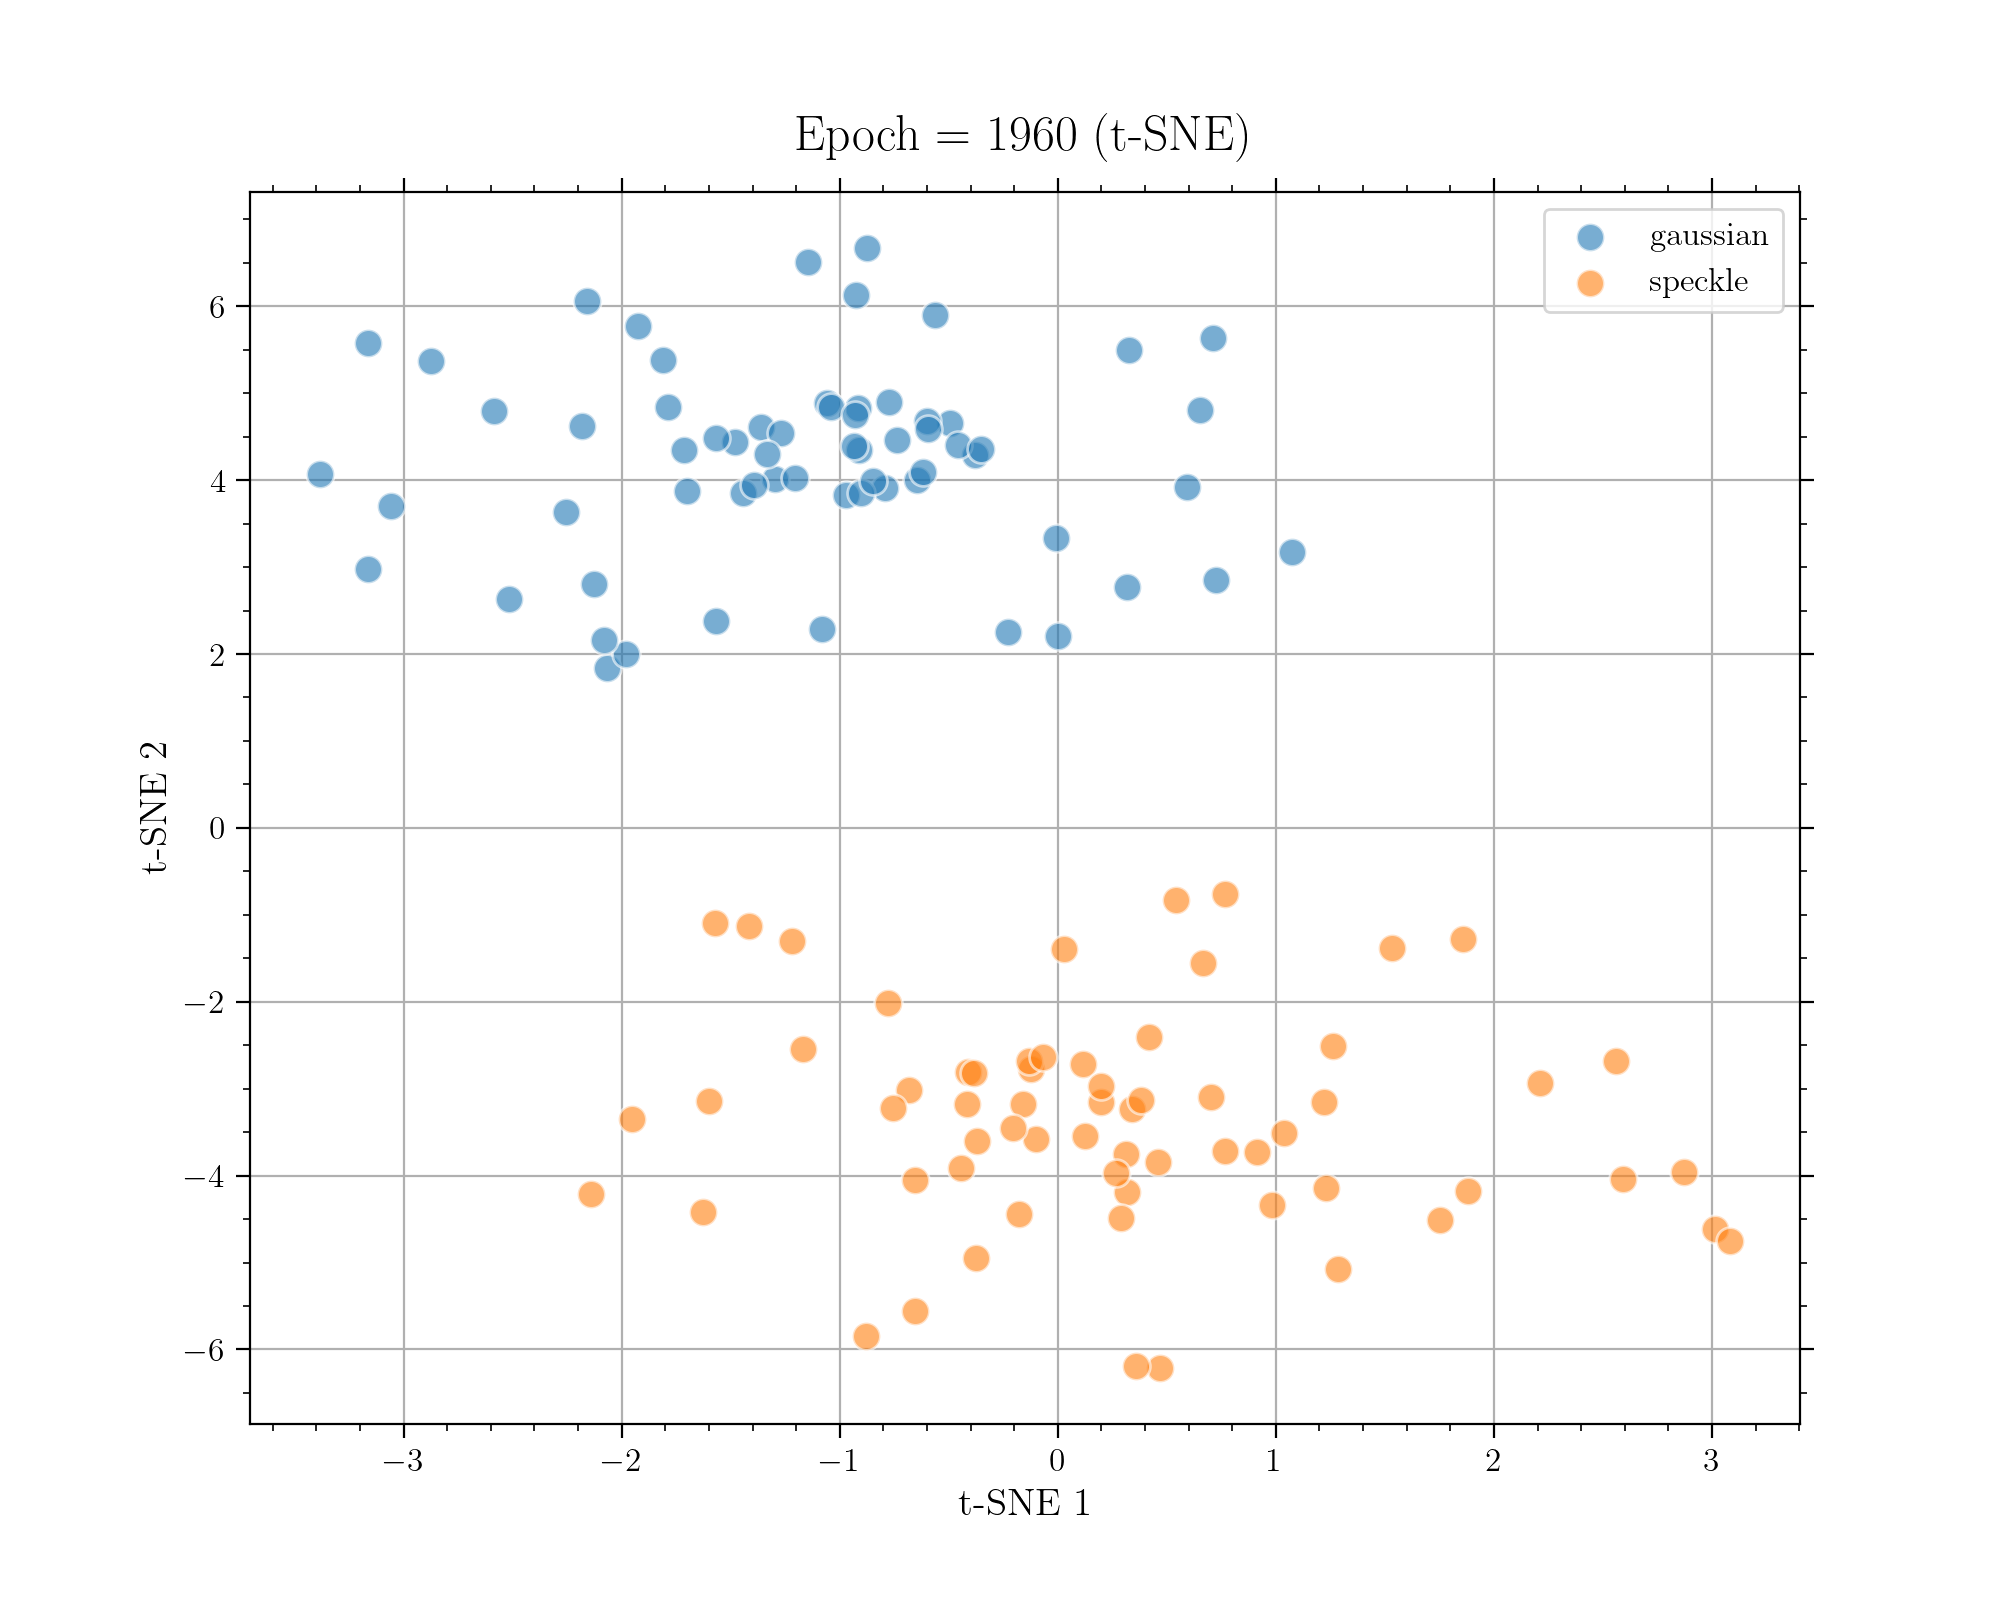 Epoch = 1960 (t-SNE)
gaussian
speckle
6
4
2
0
−2
−4
−6
t-SNE 2
−3 −2 −1 0 1 2 3
t-SNE 1